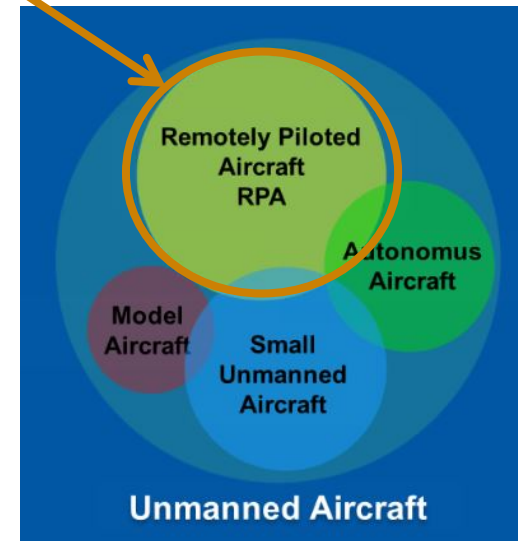 Remotely Piloted
Aircraft
RPA
Autonomus
Aircraft
Model
Aircraft
Small
Unmanned
Aircraft
Unmanned Aircraft